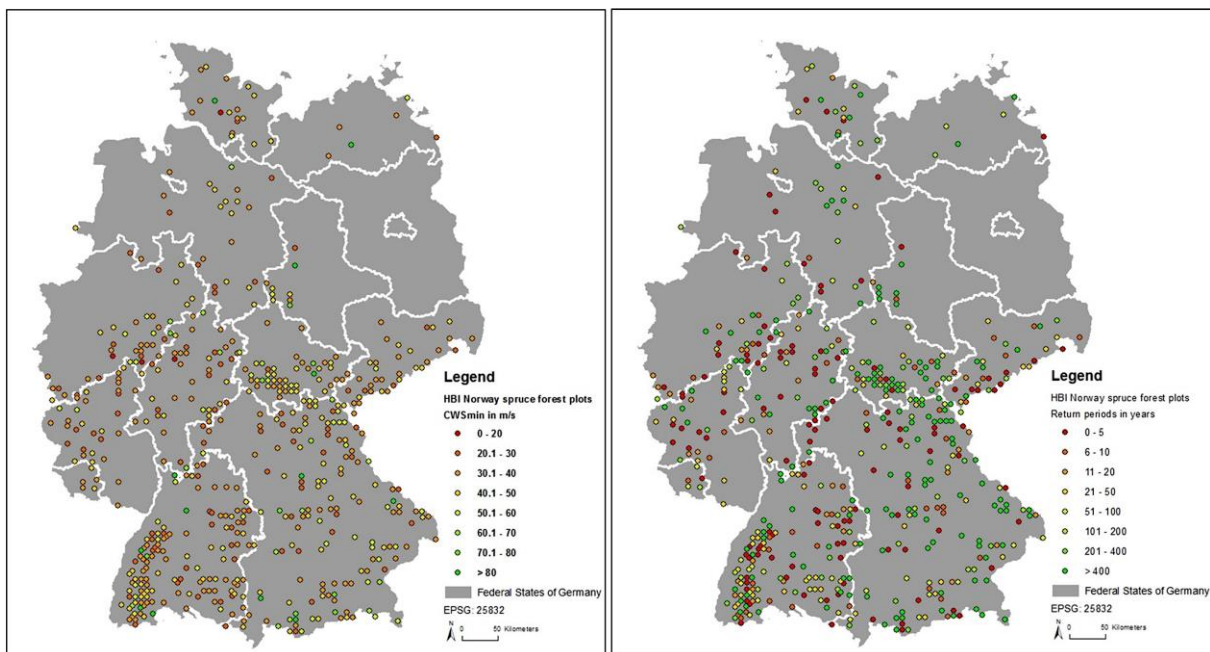 Legend
HBI Norway spruce forest plots
CWSmin in m/s
0 - 20
20.1 - 30
30.1 - 40
40.1 - 50
50.1 - 60
60.1 - 70
70.1 - 80
> 80
Federal States of Germany
EPSG: 25832
N
0 50 Kilometers
Legend
HBI Norway spruce forest plots
Return periods in years
0 - 5
6 - 10
11 - 20
21 - 50
51 - 100
101 - 200
201 - 400
> 400
Federal States of Germany
EPSG: 25832
N
0 50 Kilometers